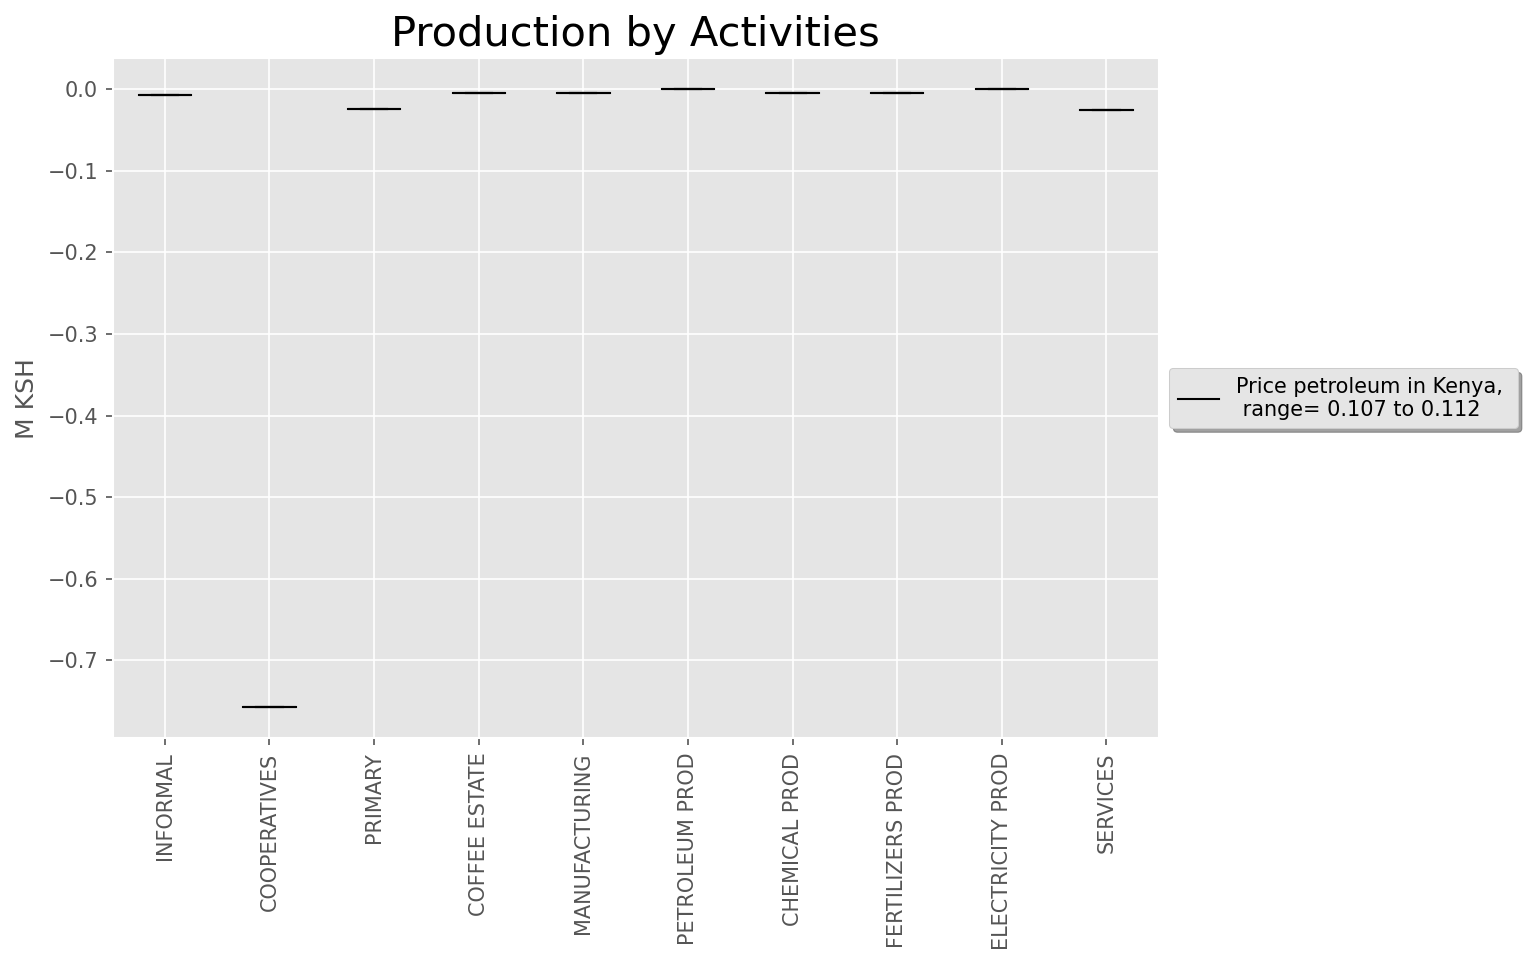 Production by Activities
0.0
−0.1
−0.2
−0.3
−0.4
−0.5
−0.6
−0.7
M KSH
INFORMAL
COOPERATIVES
PRIMARY
COFFEE ESTATE
MANUFACTURING
PETROLEUM PROD
CHEMICAL PROD
FERTILIZERS PROD
ELECTRICITY PROD
SERVICES
Price petroleum in Kenya,
range= 0.107 to 0.112